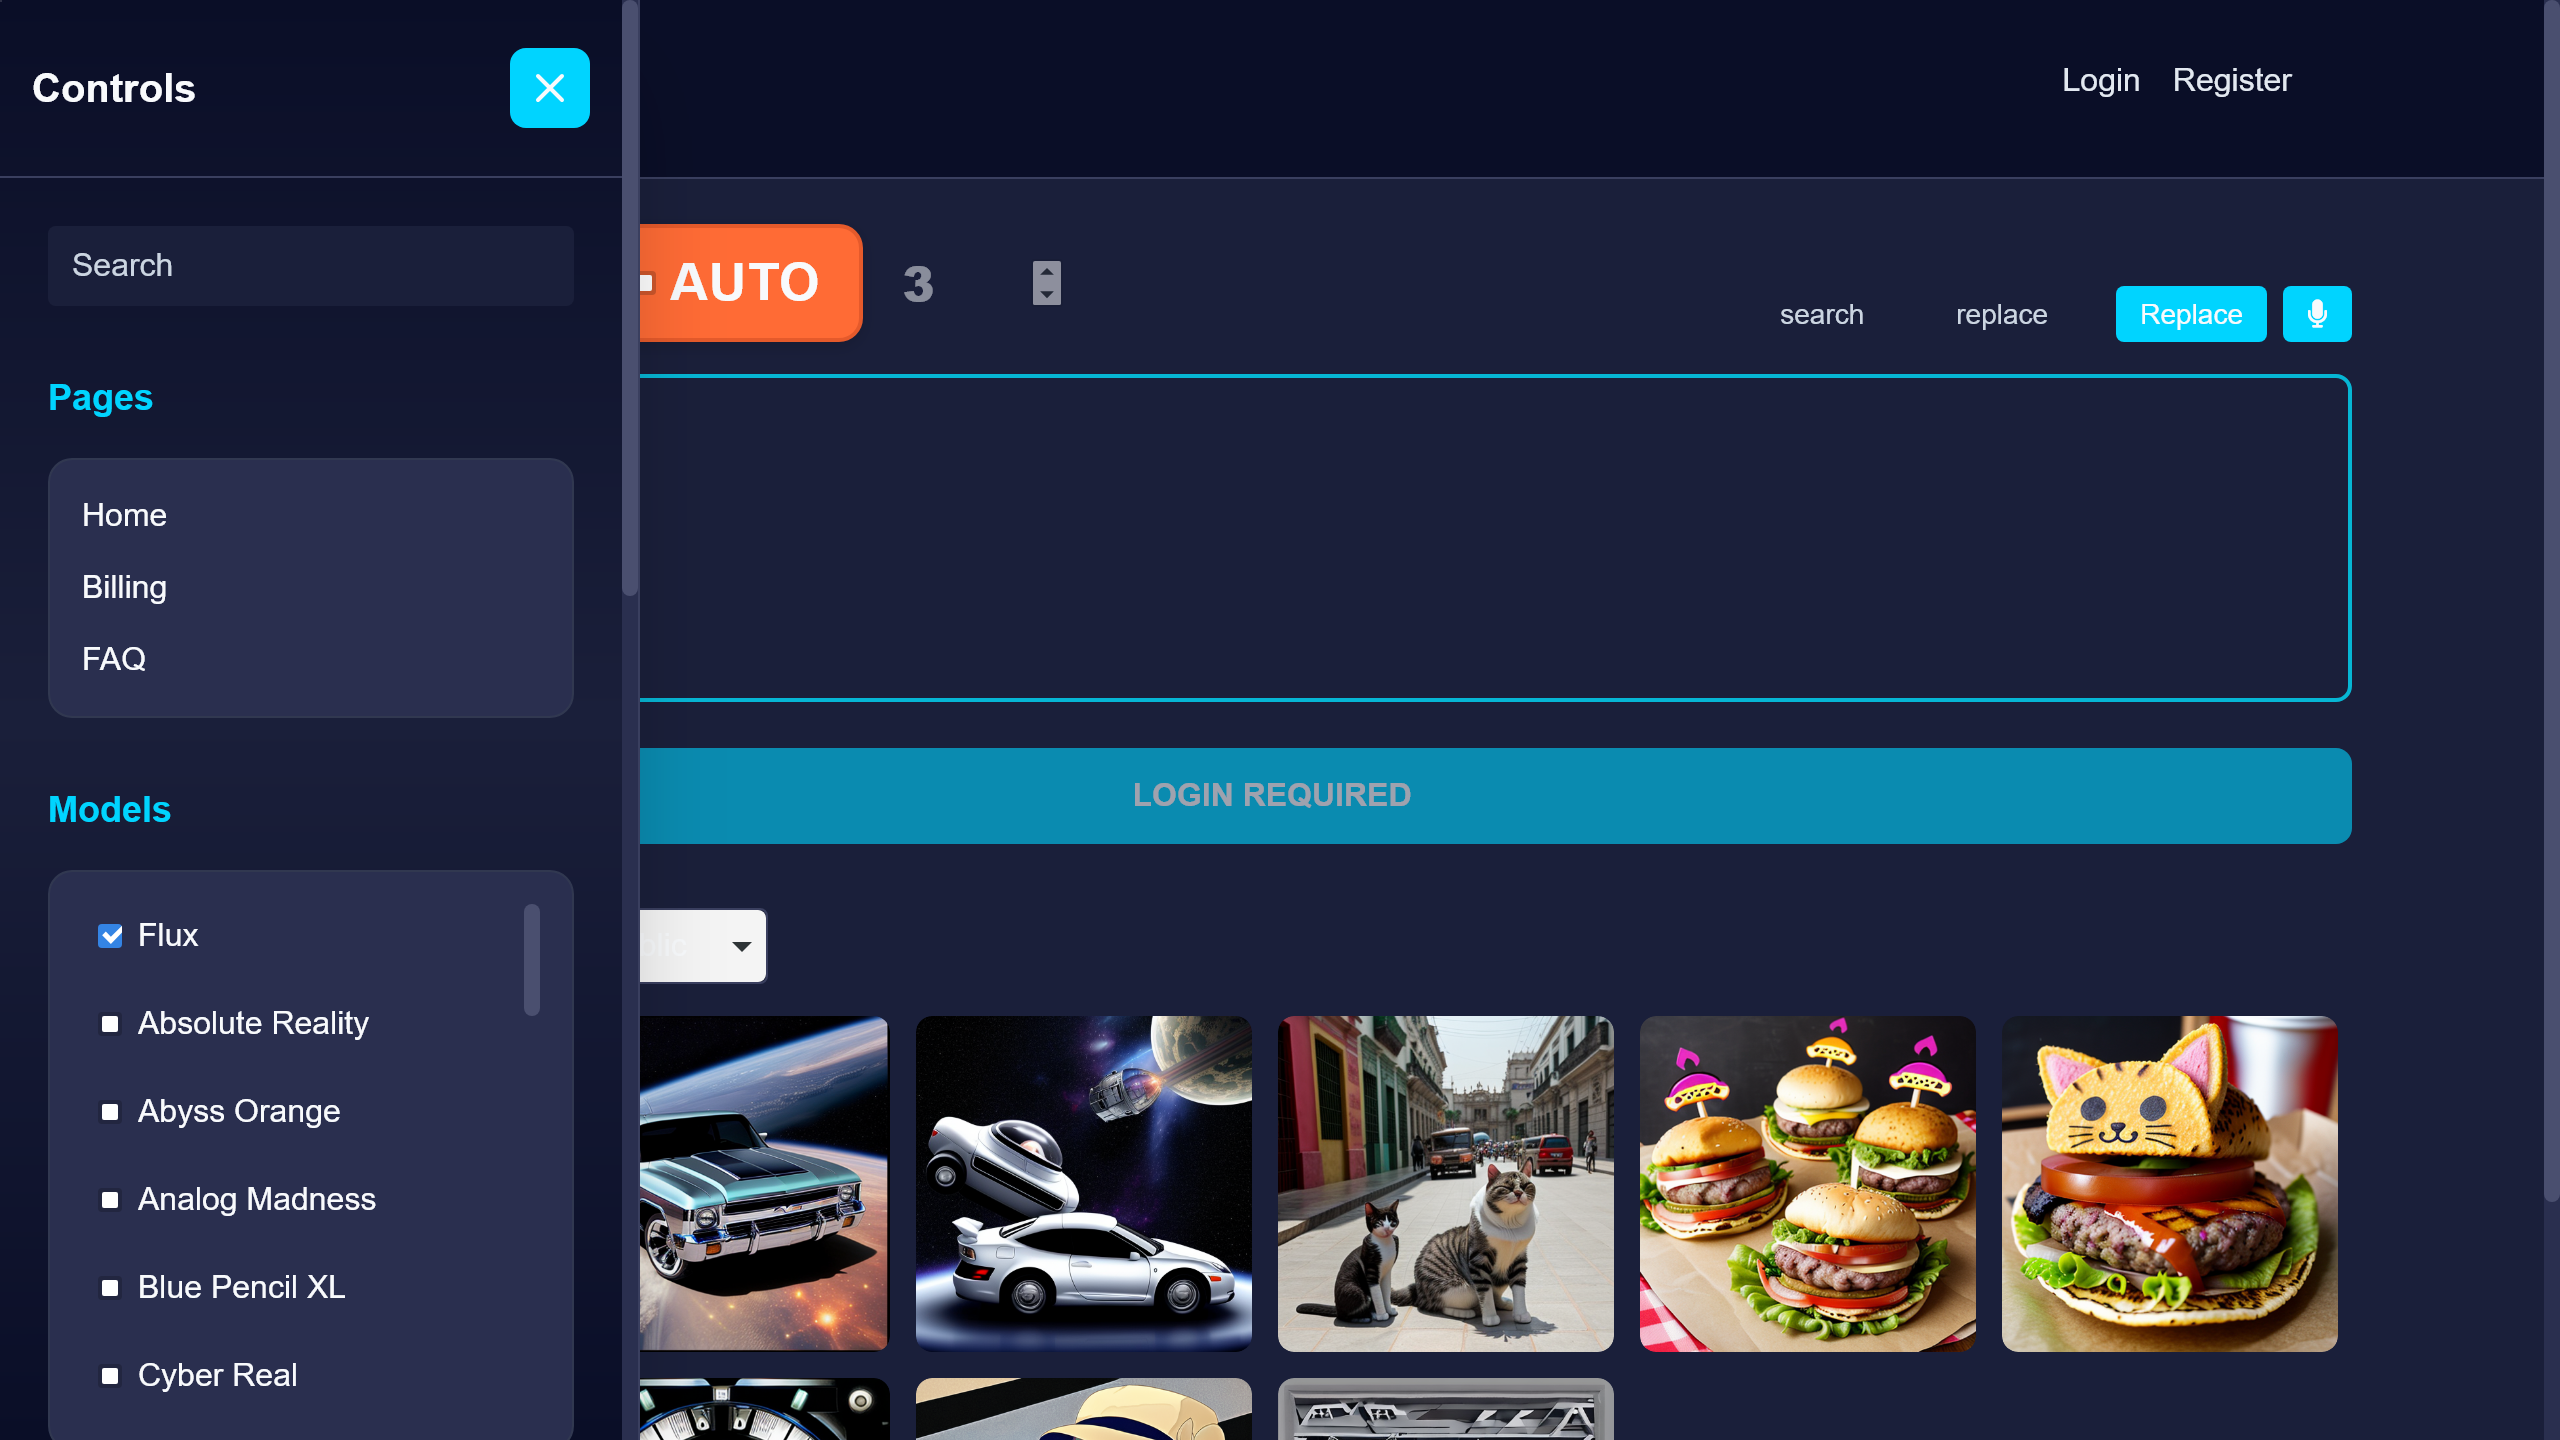 Controls
Login
Register
Search
AUTO
3
search
replace
Replace
Pages
Home
Billing
FAQ
Models
LOGIN REQUIRED
Flux
blic
Absolute Reality
Abyss Orange
Analog Madness
Blue Pencil XL
Cyber Real